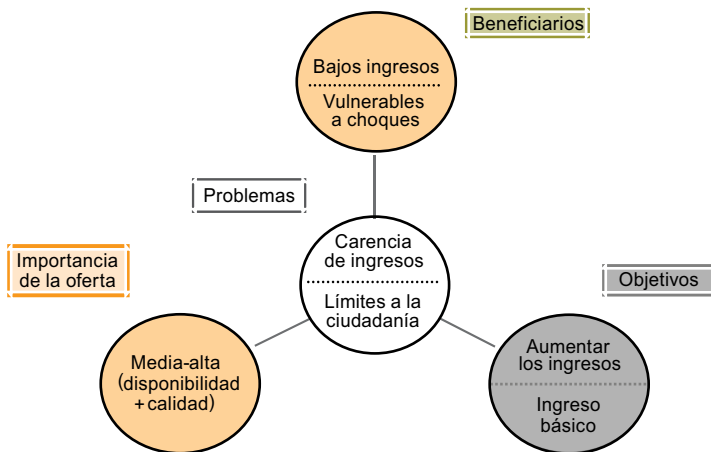 Beneficiarios
Bajos ingresos
Vulnerables
a choques
Problemas
Carencia
de ingresos
Límites a la
ciudadanía
Importancia
de la oferta
Objetivos
Media-alta
(disponibilidad
+calidad)
Aumentar
los ingresos
Ingreso
básico